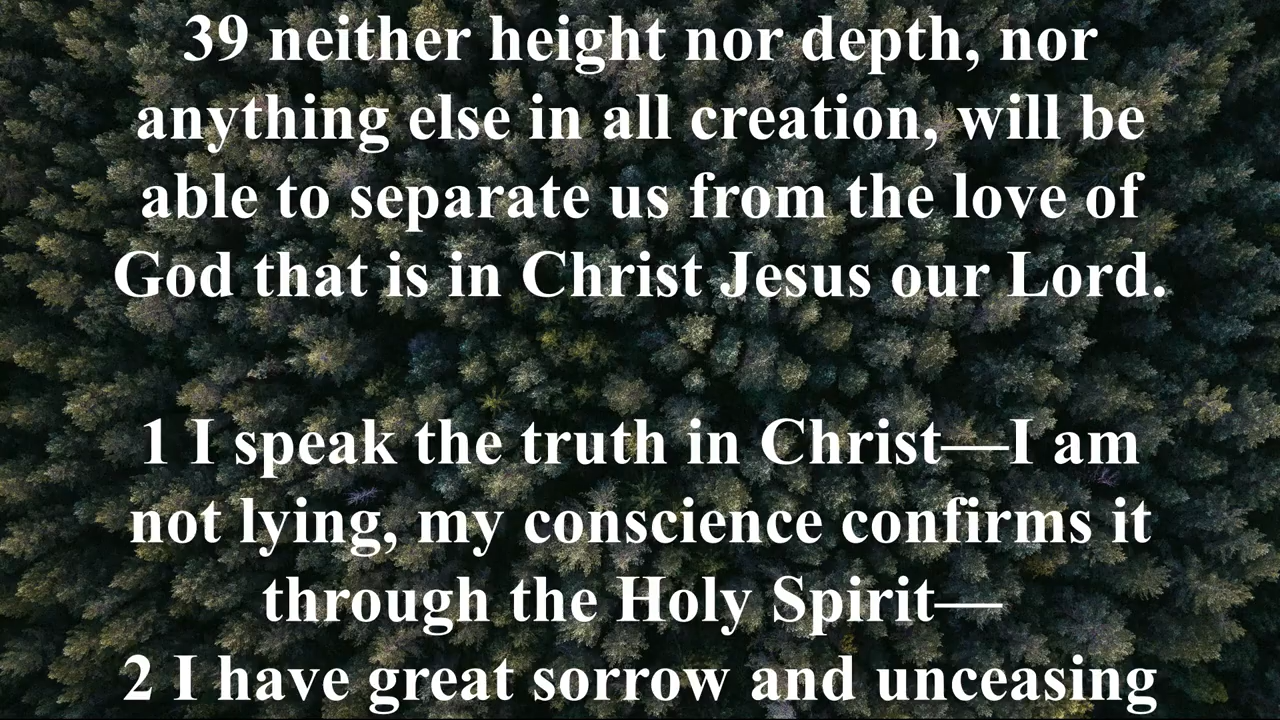 39 neither height nor depth, nor
anything else in all creation, will be
able to separate us from the love of
God that is in Christ Jesus our Lord.
1 I speak the truth in Christ—I am
not lying, my conscience confirms it
through the Holy Spirit—
2 I have great sorrow and unceasing